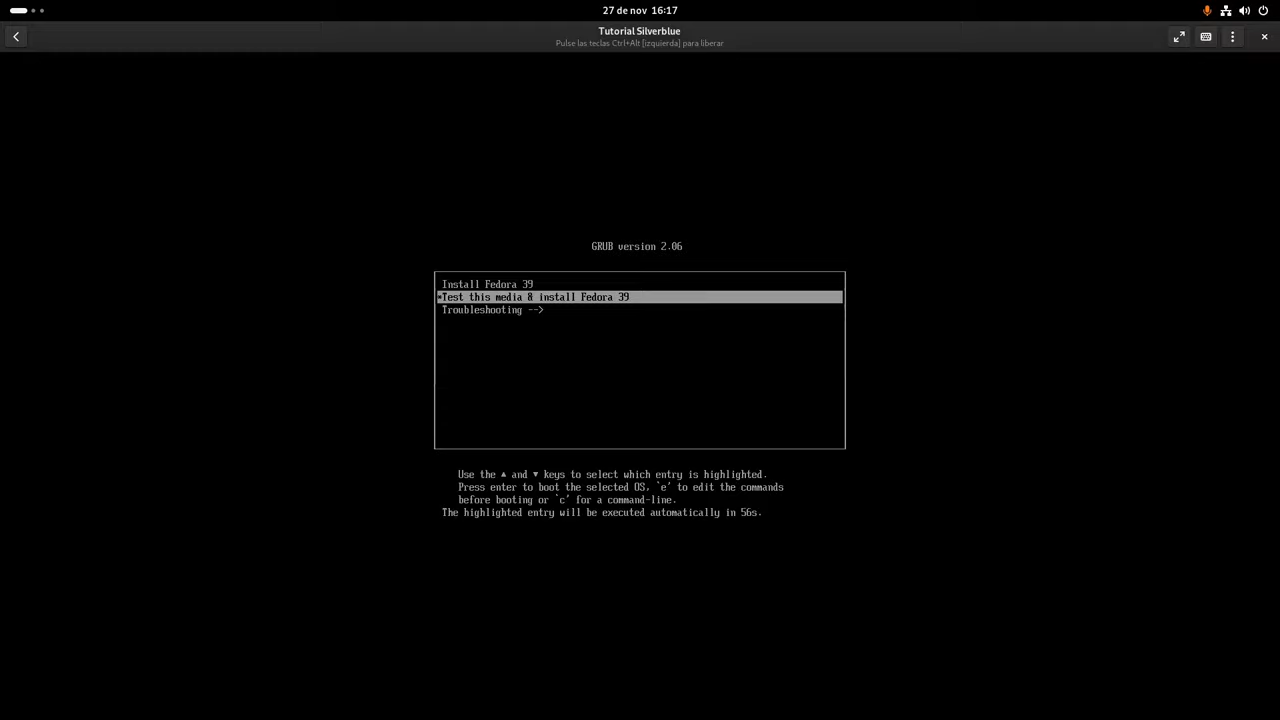 27 de nov 16:17
Tutorial Silverblue
Pulse las teclas Ctrl+Alt [izquierda] para liberar
GRUB version 2.06
Install Fedora 39
*Test this media & install Fedora 39
Troubleshooting -->
Use the ▲ and ▼ keys to select which entry is highlighted.
Press enter to boot the selected OS, `e' to edit the commands
before booting or `c' for a command-line.
The highlighted entry will be executed automatically in 56s.